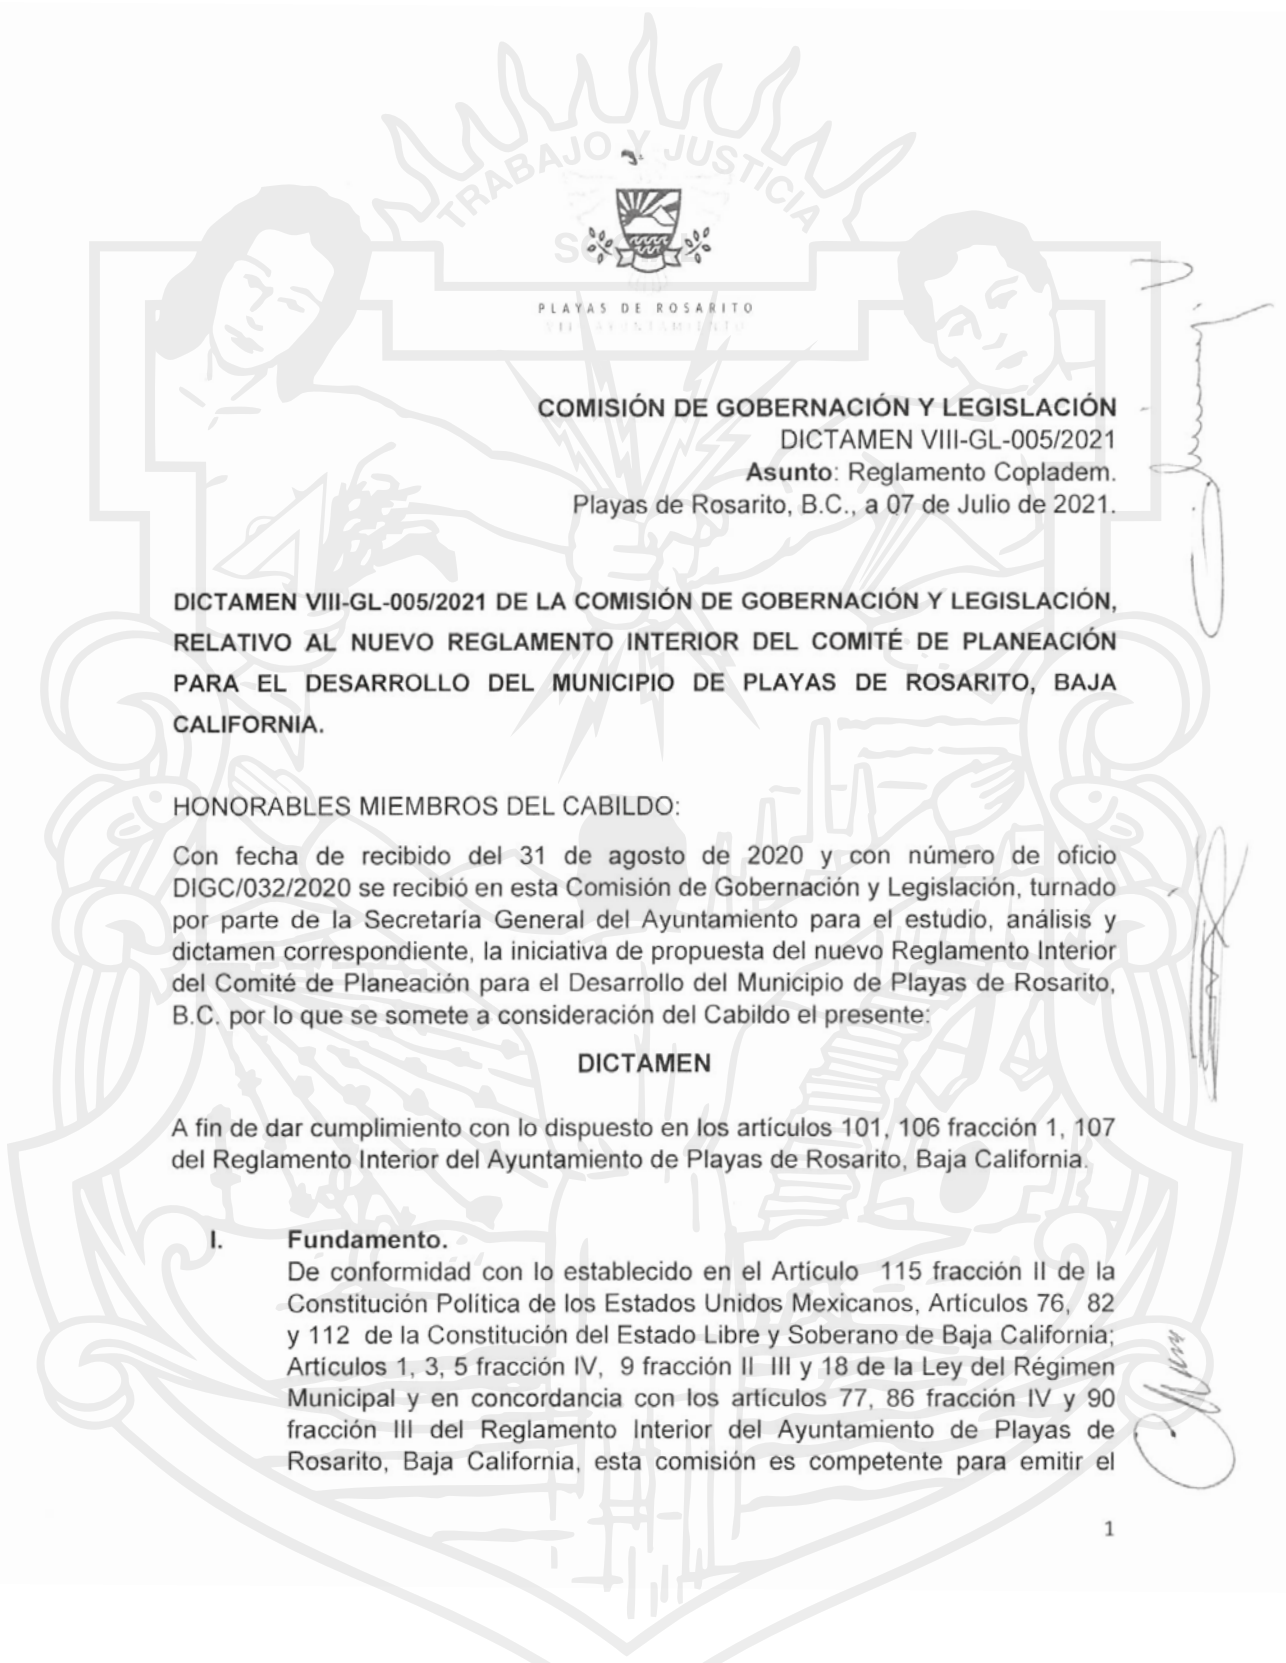 TRABAJO Y JUSTICIA
SOCIAL
PLAYAS DE ROSARITO
VIII AYUNTAMIENTO
COMISIÓN DE GOBERNACIÓN Y LEGISLACIÓN
DICTAMEN VIII-GL-005/2021
Asunto: Reglamento Copladem.
Playas de Rosarito, B.C., a 07 de Julio de 2021.
DICTAMEN VIII-GL-005/2021 DE LA COMISIÓN DE GOBERNACIÓN Y LEGISLACIÓN,
RELATIVO AL NUEVO REGLAMENTO INTERIOR DEL COMITÉ DE PLANEACIÓN
PARA EL DESARROLLO DEL MUNICIPIO DE PLAYAS DE ROSARITO, BAJA
CALIFORNIA.
HONORABLES MIEMBROS DEL CABILDO:
Con fecha de recibido del 31 de agosto de 2020 y con número de oficio
DIGC/032/2020 se recibió en esta Comisión de Gobernación y Legislación, turnado
por parte de la Secretaría General del Ayuntamiento para el estudio, análisis y
dictamen correspondiente, la iniciativa de propuesta del nuevo Reglamento Interior
del Comité de Planeación para el Desarrollo del Municipio de Playas de Rosarito,
B.C. por lo que se somete a consideración del Cabildo el presente:
DICTAMEN
A fin de dar cumplimiento con lo dispuesto en los artículos 101, 106 fracción 1, 107
del Reglamento Interior del Ayuntamiento de Playas de Rosarito, Baja California.
I. Fundamento.
De conformidad con lo establecido en el Artículo 115 fracción II de la
Constitución Política de los Estados Unidos Mexicanos, Artículos 76, 82
y 112 de la Constitución del Estado Libre y Soberano de Baja California;
Artículos 1, 3, 5 fracción IV, 9 fracción II III y 18 de la Ley del Régimen
Municipal y en concordancia con los artículos 77, 86 fracción IV y 90
fracción III del Reglamento Interior del Ayuntamiento de Playas de
Rosarito, Baja California, esta comisión es competente para emitir el
1